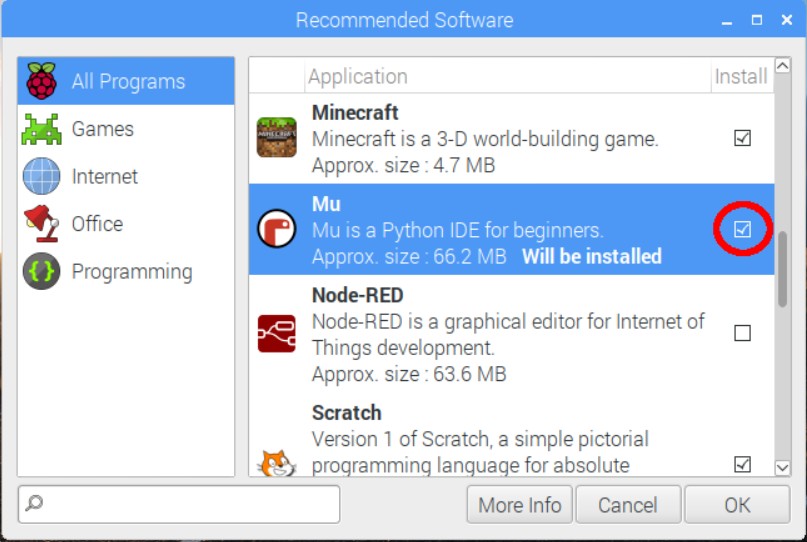 Recommended Software
All Programs
Games
Internet
Office
Programming
Application Install
Minecraft
Minecraft is a 3-D world-building game.
Approx. size : 4.7 MB
Mu
Mu is a Python IDE for beginners.
Approx. size : 66.2 MB Will be installed
Node-RED
Node-RED is a graphical editor for Internet of
Things development.
Approx. size : 63.6 MB
Scratch
Version 1 of Scratch, a simple pictorial
programming language for absolute
More Info Cancel OK